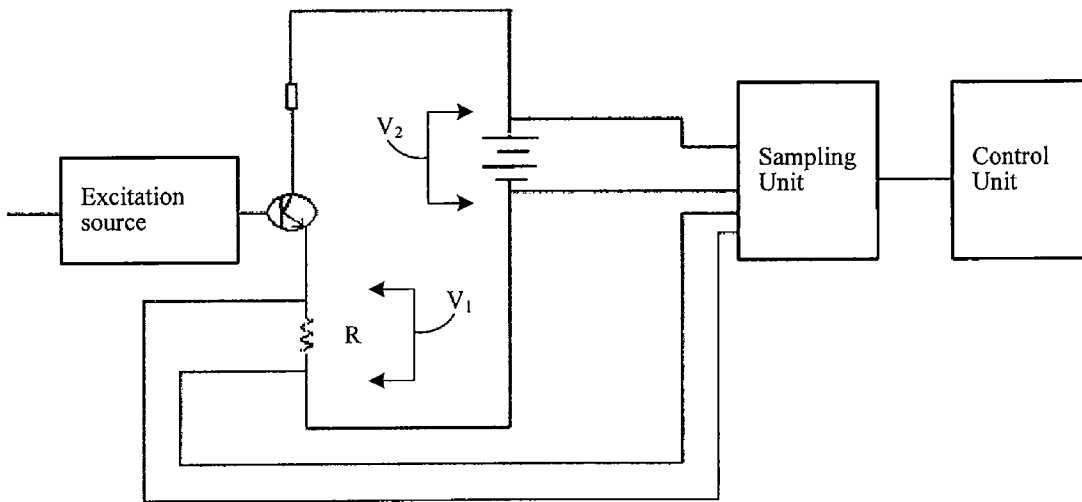 V₂
Excitation
source
Sampling
Unit
Control
Unit
R
V₁